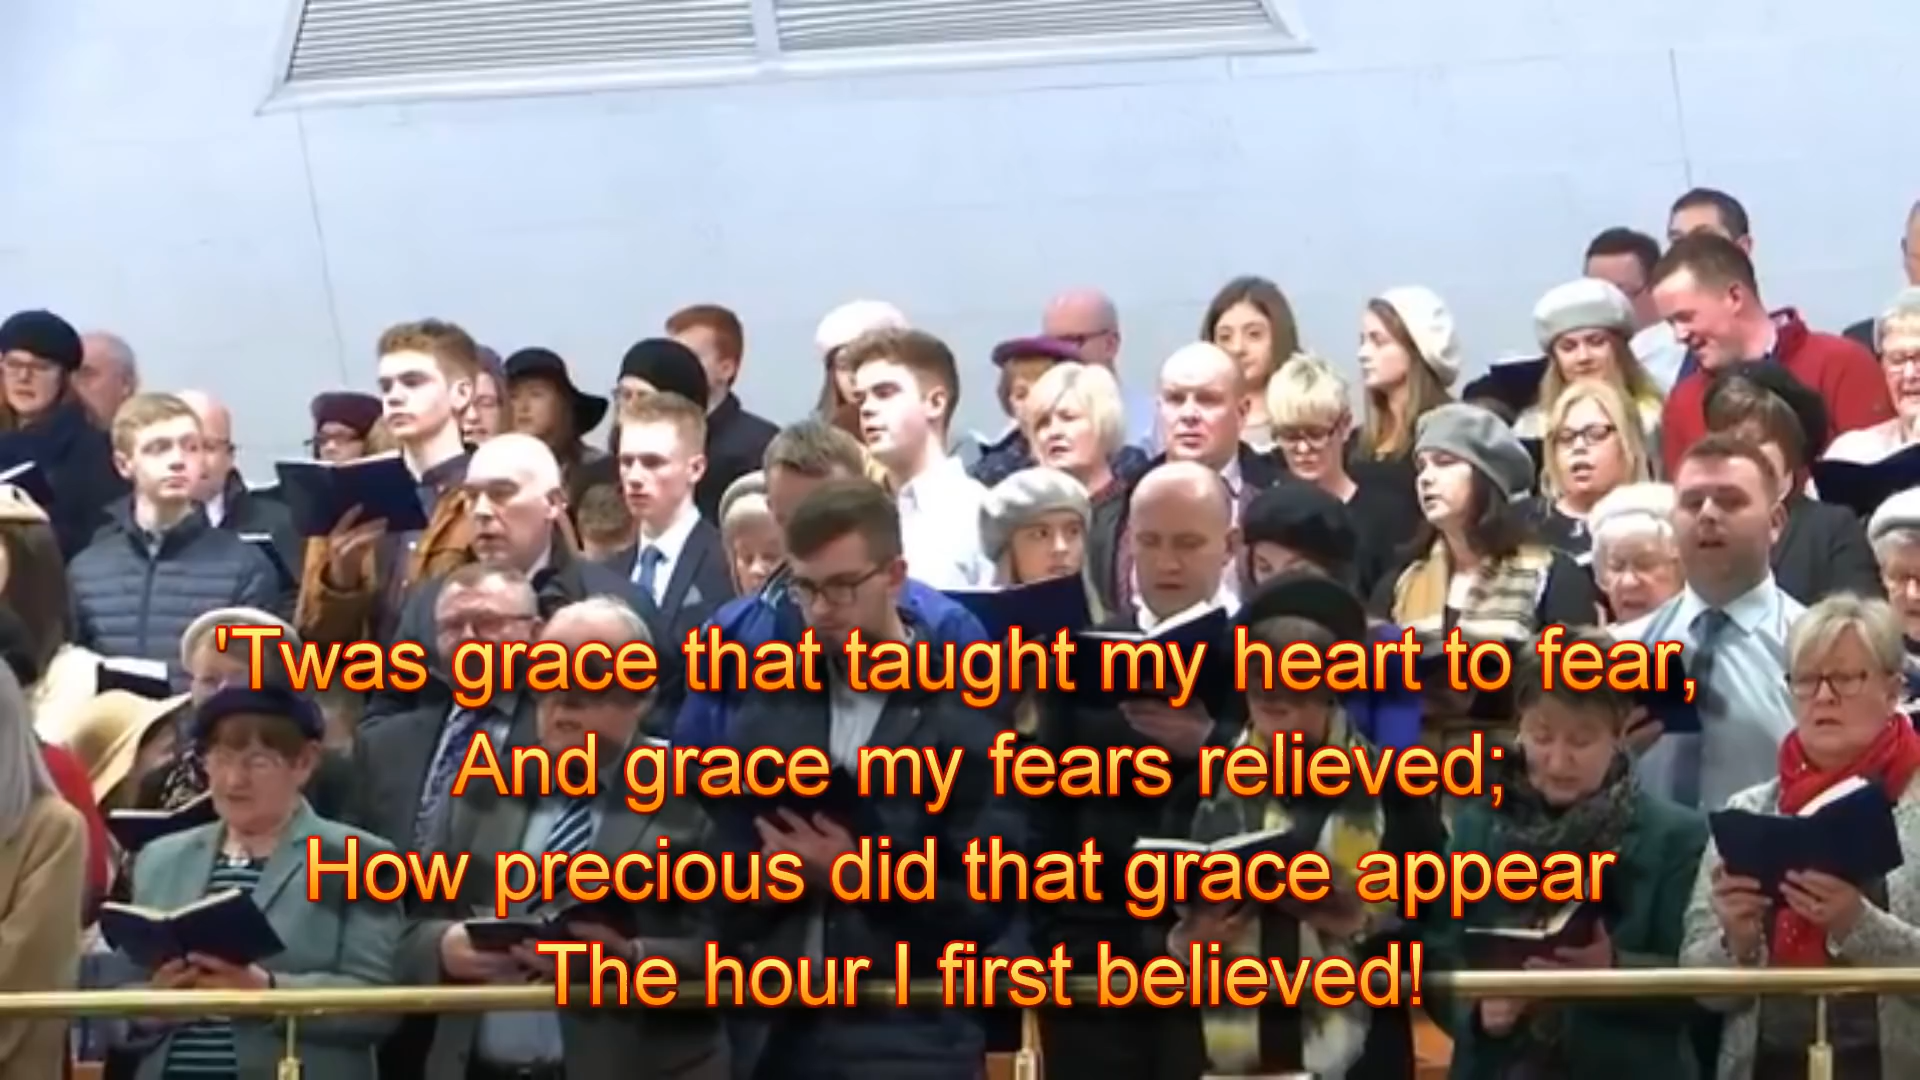 'Twas grace that taught my heart to fear,
And grace my fears relieved;
How precious did that grace appear
The hour I first believed!